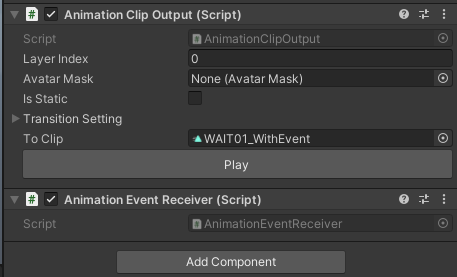 Animation Clip Output (Script)
Script AnimationClipOutput
Layer Index 0
Avatar Mask None (Avatar Mask)
Is Static
Transition Setting
To Clip WAIT01_WithEvent
Play
Animation Event Receiver (Script)
Script AnimationEventReceiver
Add Component